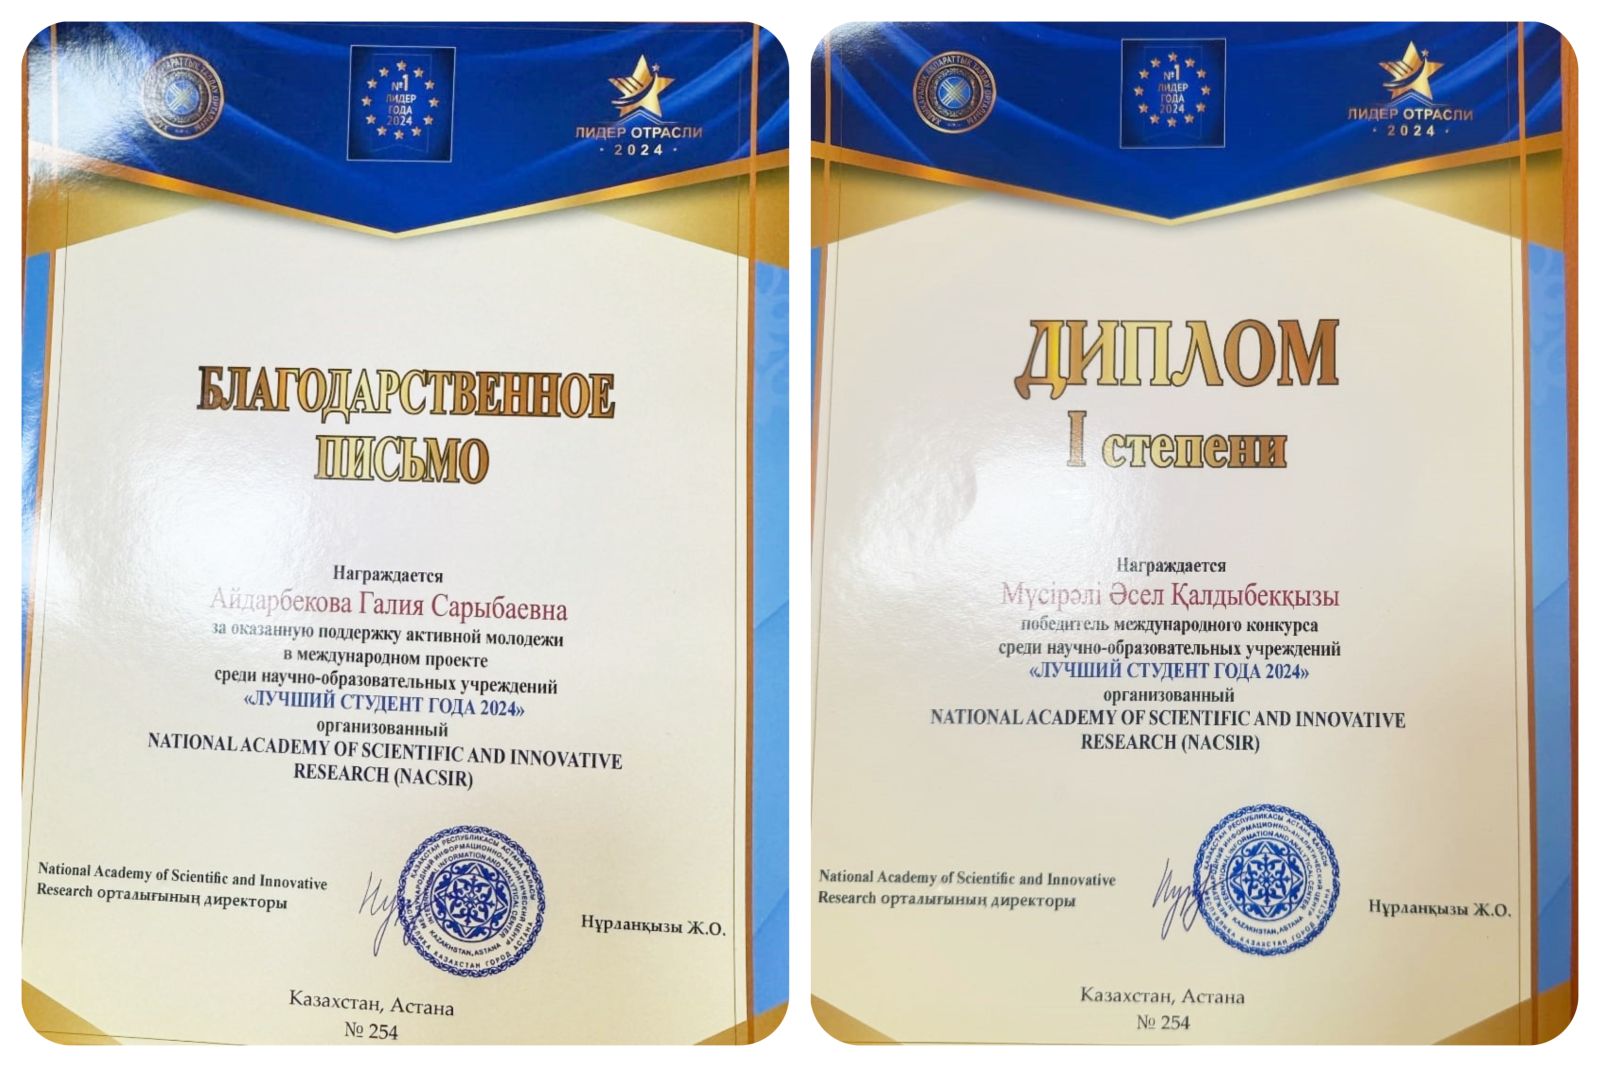 №1
ЛИДЕР
ГОДА
2024
ЛИДЕР ОТРАСЛИ
· 2024 ·
БЛАГОДАРСТВЕННОЕ
ПИСЬМО
Награждается
Айдарбекова Галия Сарыбаевна
за оказанную поддержку активной молодежи
в международном проекте
среди научно-образовательных учреждений
«ЛУЧШИЙ СТУДЕНТ ГОДА 2024»
организованный
NATIONAL ACADEMY OF SCIENTIFIC AND INNOVATIVE
RESEARCH (NACSIR)
National Academy of Scientific and Innovative
Research орталығының директоры
Нұрланқызы Ж.О.
Казахстан, Астана
№ 254
№1
ЛИДЕР
ГОДА
2024
ЛИДЕР ОТРАСЛИ
· 2024 ·
ДИПЛОМ
I степени
Награждается
Мүсірәлі Әсел Қалдыбекқызы
победитель международного конкурса
среди научно-образовательных учреждений
«ЛУЧШИЙ СТУДЕНТ ГОДА 2024»
организованный
NATIONAL ACADEMY OF SCIENTIFIC AND INNOVATIVE
RESEARCH (NACSIR)
National Academy of Scientific and Innovative
Research орталығының директоры
Нұрланқызы Ж.О.
Казахстан, Астана
№ 254